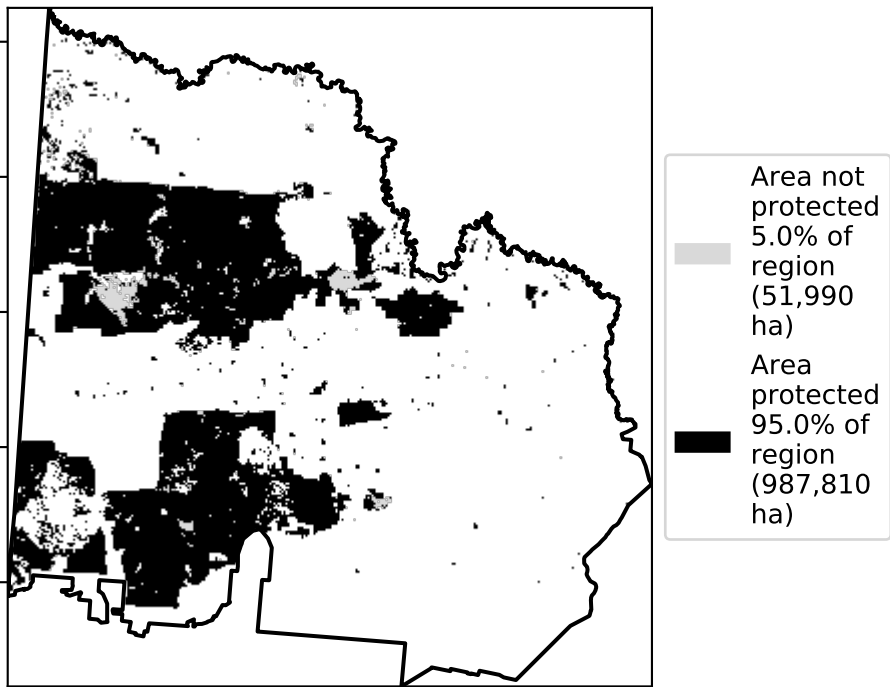 Area not
protected
5.0% of
region
(51,990
ha)
Area
protected
95.0% of
region
(987,810
ha)